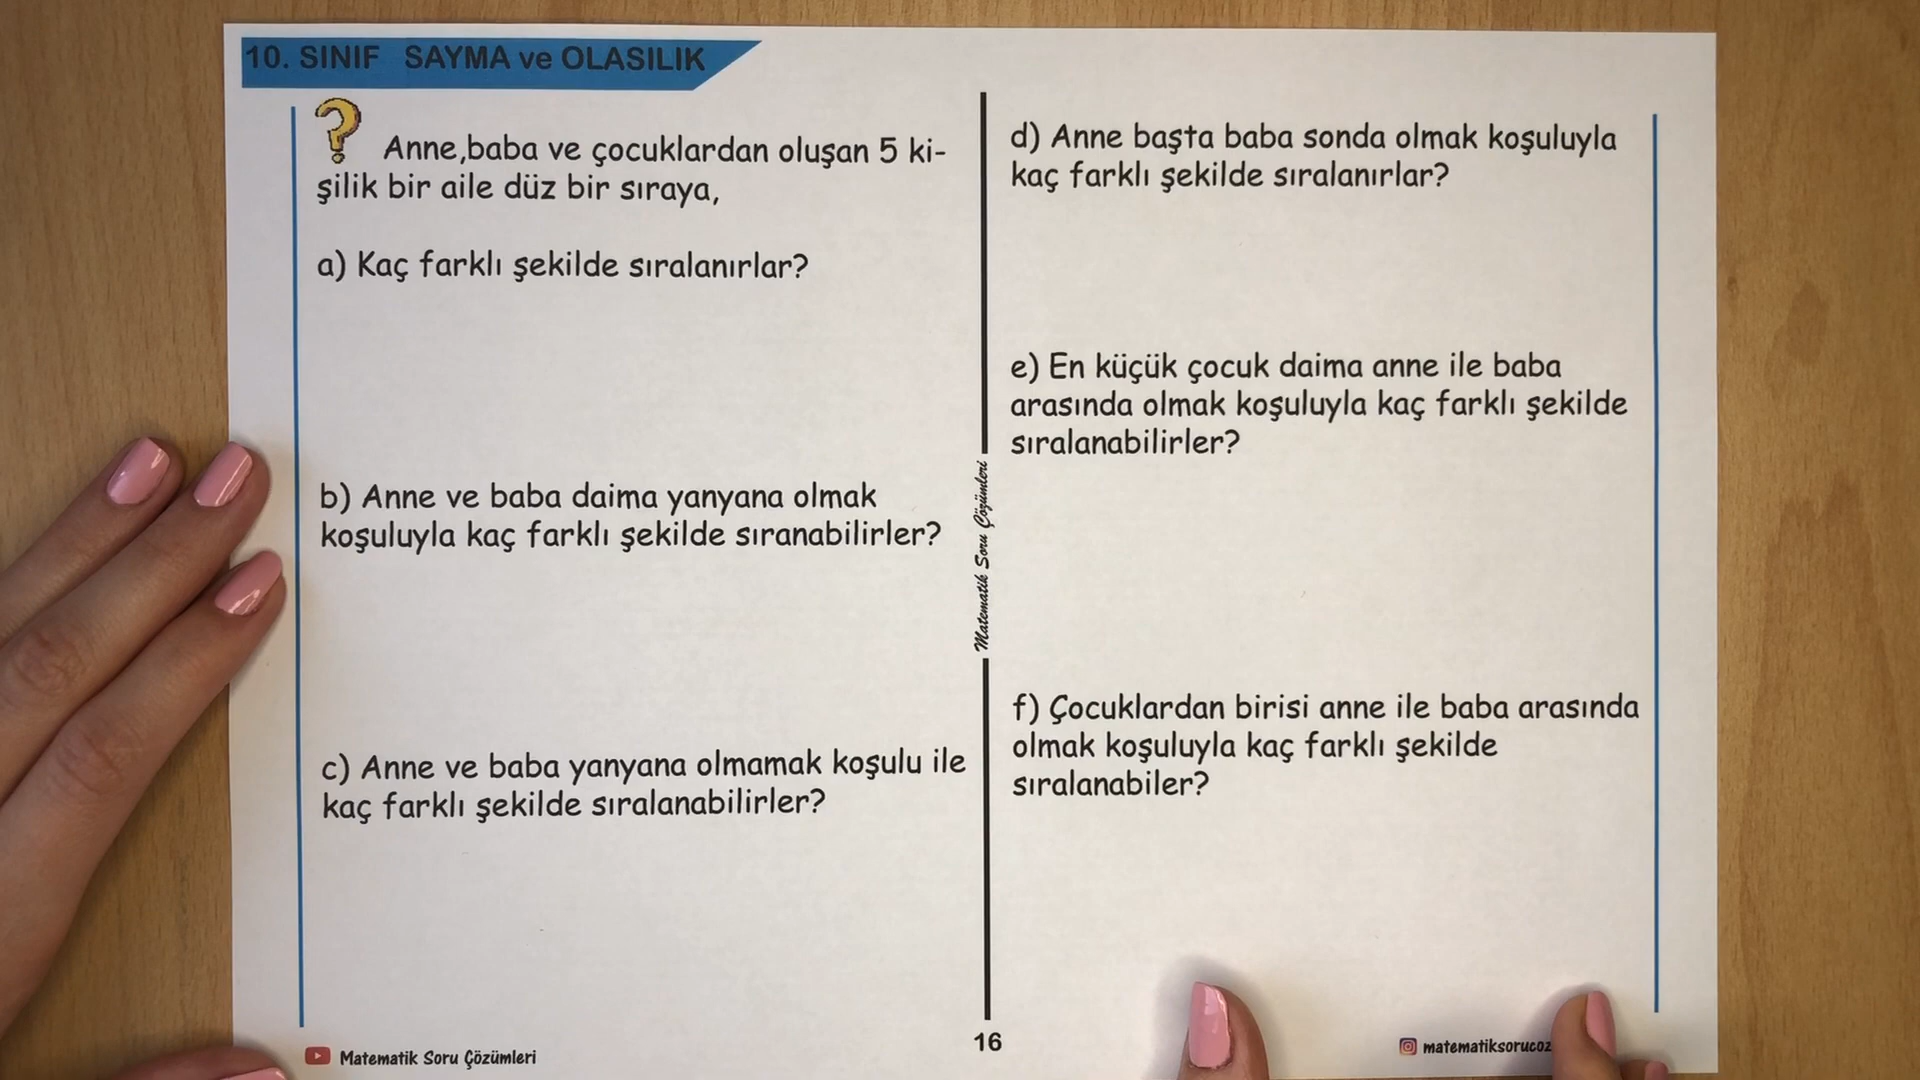 10. SINIF SAYMA ve OLASILIK
Anne,baba ve çocuklardan oluşan 5 ki-
şilik bir aile düz bir sıraya,
a) Kaç farklı şekilde sıralanırlar?
b) Anne ve baba daima yanyana olmak
koşuluyla kaç farklı şekilde sıranabilirler?
c) Anne ve baba yanyana olmamak koşulu ile
kaç farklı şekilde sıralanabilirler?
Matematik Soru Çözümleri
d) Anne başta baba sonda olmak koşuluyla
kaç farklı şekilde sıralanırlar?
e) En küçük çocuk daima anne ile baba
arasında olmak koşuluyla kaç farklı şekilde
sıralanabilirler?
f) Çocuklardan birisi anne ile baba arasında
olmak koşuluyla kaç farklı şekilde
sıralanabiler?
Matematik Soru Çözümleri
16
matematiksorucoz